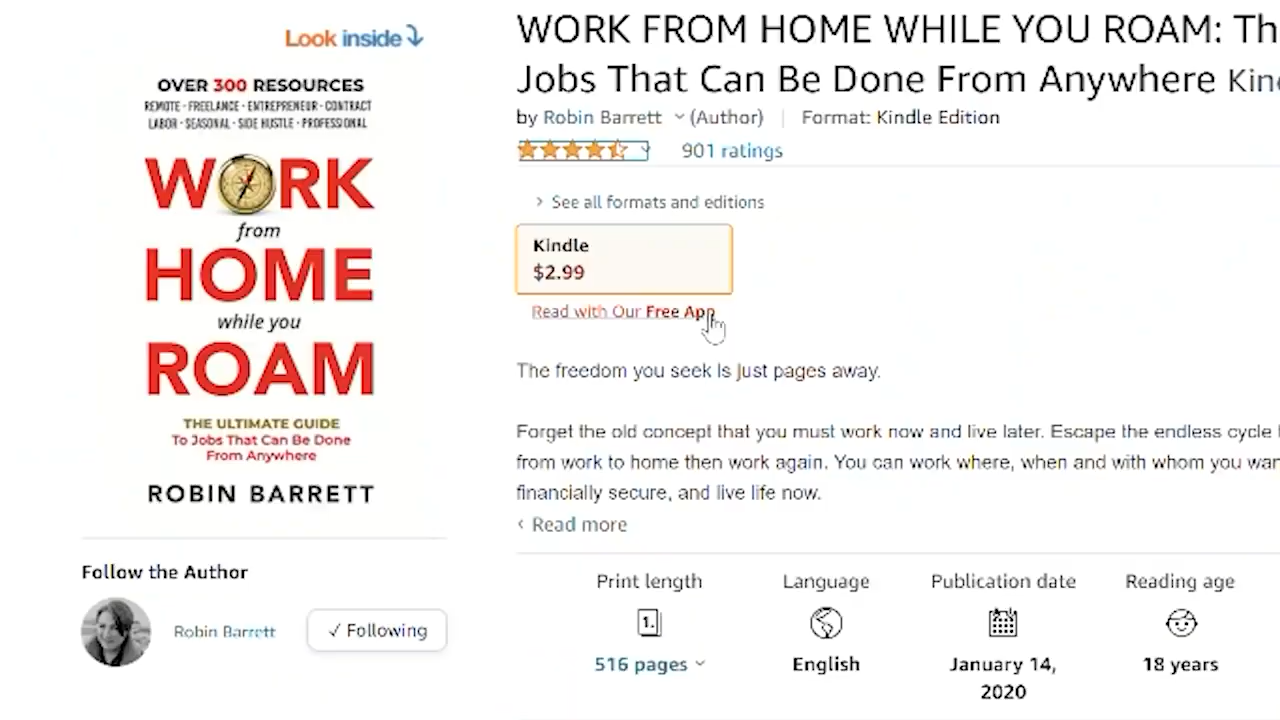 Look inside
OVER 300 RESOURCES
REMOTE · FREELANCE · ENTREPRENEUR · CONTRACT
LABOR · SEASONAL · SIDE HUSTLE · PROFESSIONAL
WORK
from
HOME
while you
ROAM
THE ULTIMATE GUIDE
To Jobs That Can Be Done
From Anywhere
ROBIN BARRETT
Follow the Author
Robin Barrett
✓ Following
WORK FROM HOME WHILE YOU ROAM: Th
Jobs That Can Be Done From Anywhere Kin
by Robin Barrett (Author) | Format: Kindle Edition
901 ratings
› See all formats and editions
Kindle
$2.99
Read with Our Free App
The freedom you seek is just pages away.
Forget the old concept that you must work now and live later. Escape the endless cycle
from work to home then work again. You can work where, when and with whom you wan
financially secure, and live life now.
‹ Read more
Print length
1.
516 pages
Language
English
Publication date
January 14,
2020
Reading age
18 years